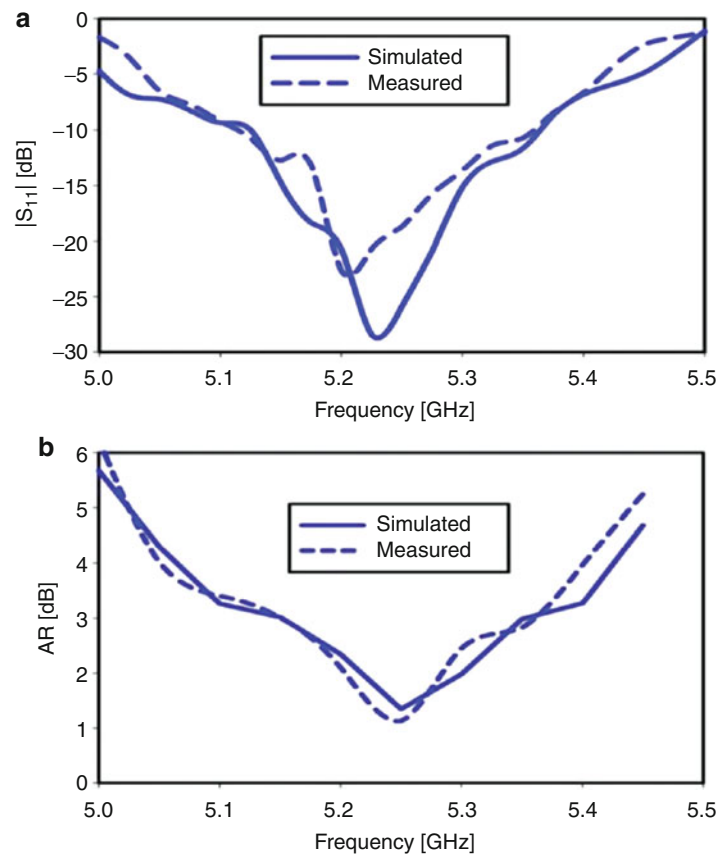 a
0
−5
−10
−15
−20
−25
−30
|S11| [dB]
Simulated
Measured
5.0 5.1 5.2 5.3 5.4 5.5
Frequency [GHz]
b
6
5
4
3
2
1
0
AR [dB]
Simulated
Measured
5.0 5.1 5.2 5.3 5.4 5.5
Frequency [GHz]